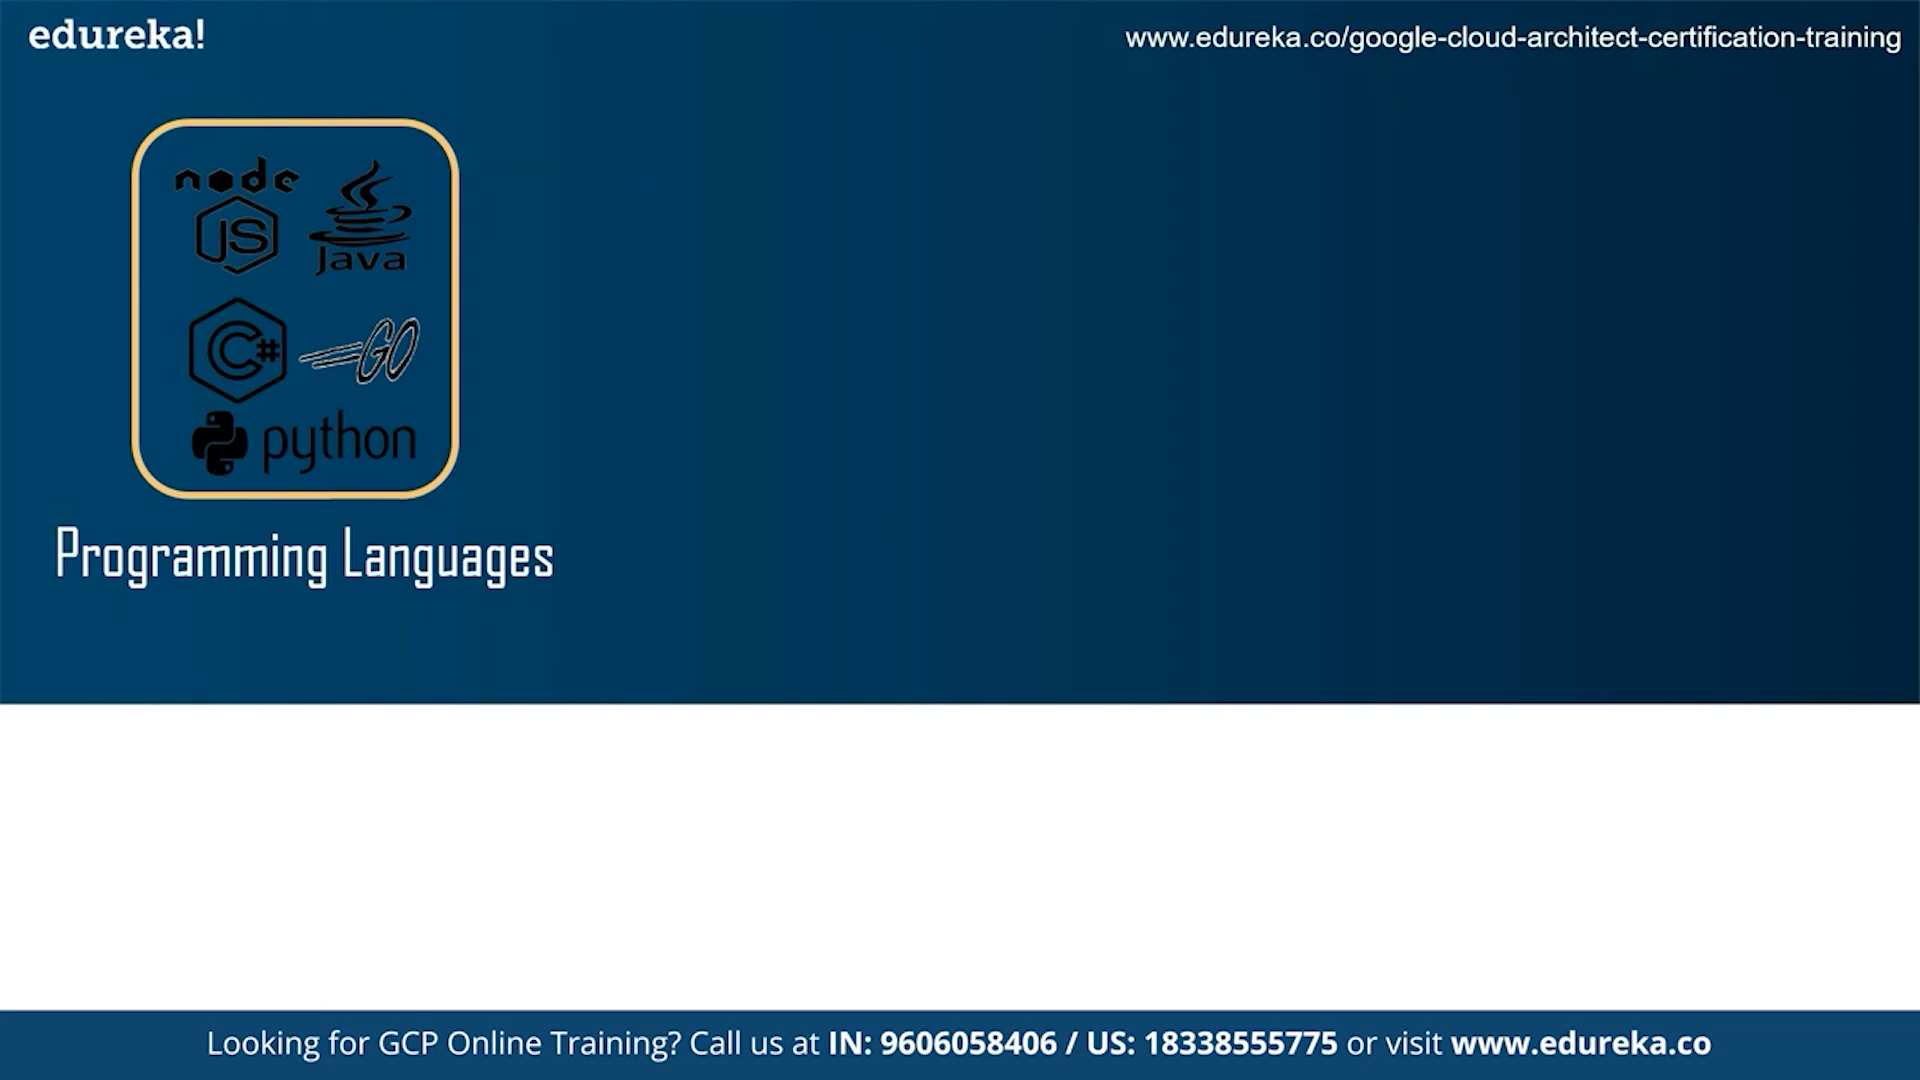 edureka!
www.edureka.co/google-cloud-architect-certification-training
node
JS
Java
C#
GO
python
Programming Languages
Looking for GCP Online Training? Call us at IN: 9606058406 / US: 18338555775 or visit www.edureka.co